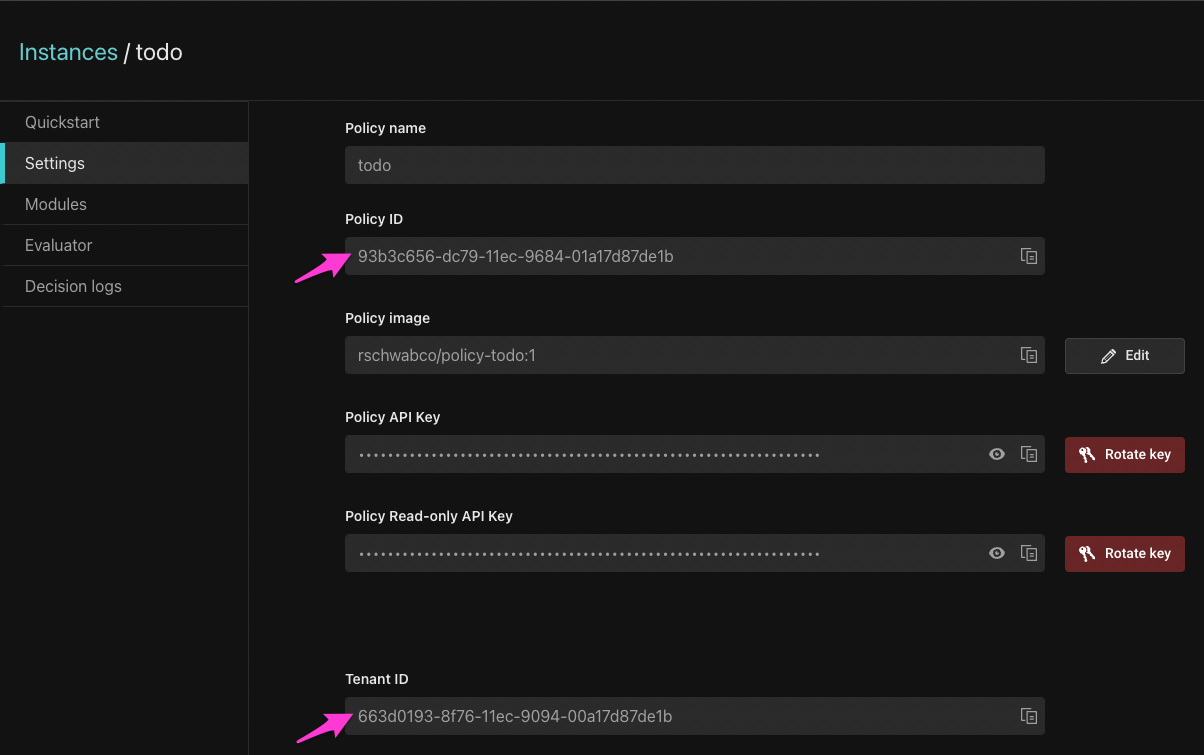 Instances / todo
Quickstart
Settings
Modules
Evaluator
Decision logs
Policy name
todo
Policy ID
93b3c656-dc79-11ec-9684-01a17d87de1b
Policy image
rschwabco/policy-todo:1
Edit
Policy API Key
Rotate key
Policy Read-only API Key
Rotate key
Tenant ID
663d0193-8f76-11ec-9094-00a17d87de1b